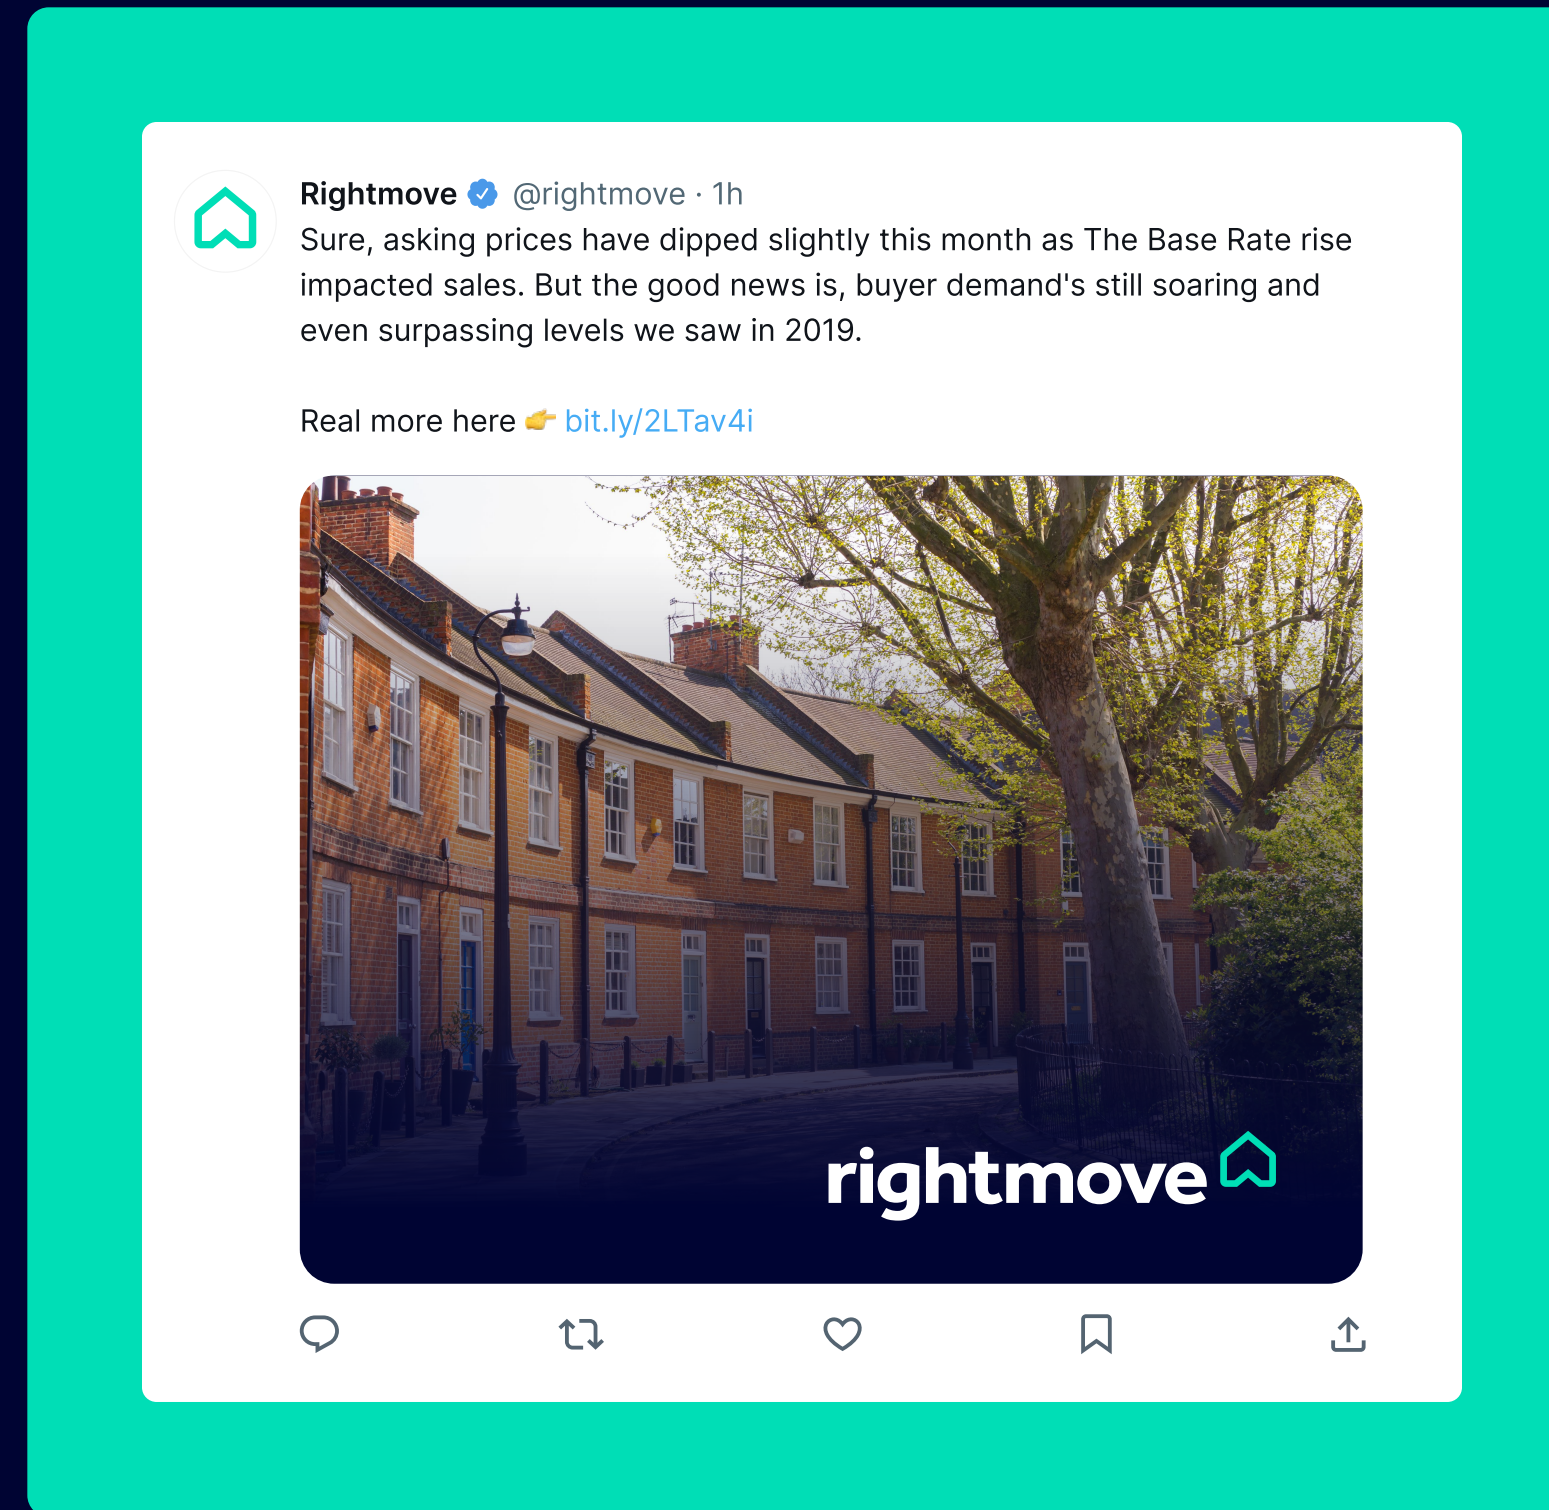 Rightmove @rightmove · 1h
Sure, asking prices have dipped slightly this month as The Base Rate rise
impacted sales. But the good news is, buyer demand's still soaring and
even surpassing levels we saw in 2019.
Real more here 👉 bit.ly/2LTav4i
rightmove